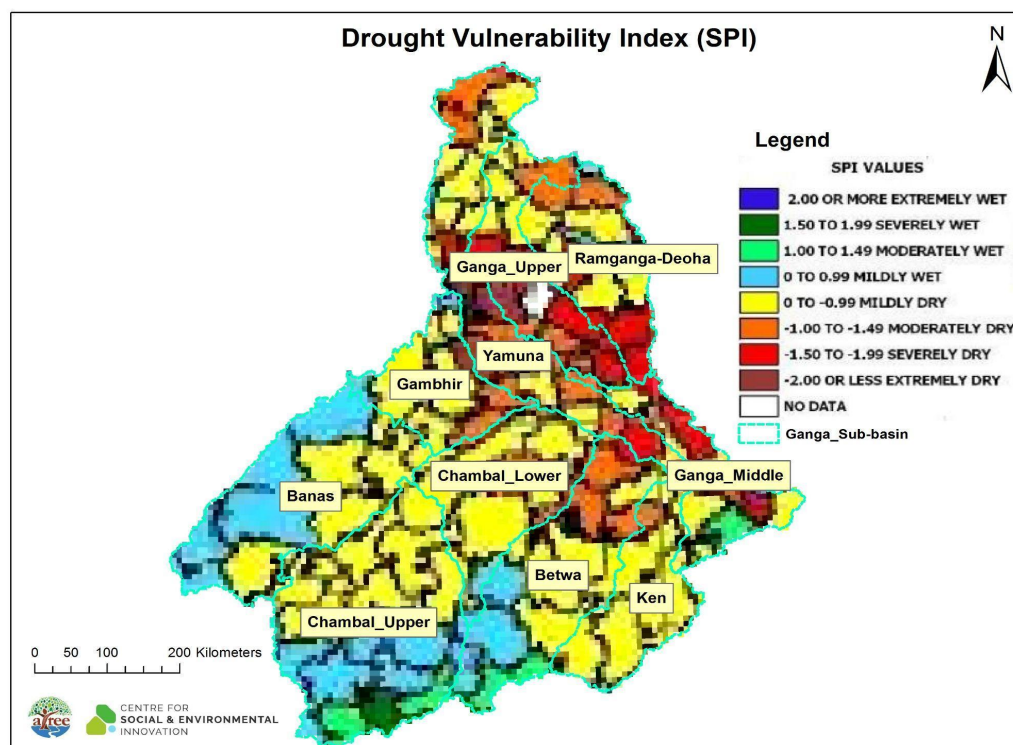 Drought Vulnerability Index (SPI)
N
Legend
SPI VALUES
2.00 OR MORE EXTREMELY WET
1.50 TO 1.99 SEVERELY WET
1.00 TO 1.49 MODERATELY WET
0 TO 0.99 MILDLY WET
0 TO -0.99 MILDLY DRY
-1.00 TO -1.49 MODERATELY DRY
-1.50 TO -1.99 SEVERELY DRY
-2.00 OR LESS EXTREMELY DRY
NO DATA
Ganga_Sub-basin
Ramganga-Deoha
Ganga_Upper
Yamuna
Gambhir
Chambal_Lower
Ganga_Middle
Banas
Betwa
Ken
Chambal_Upper
0 50 100 200 Kilometers
atree
CENTRE FOR
SOCIAL & ENVIRONMENTAL
INNOVATION